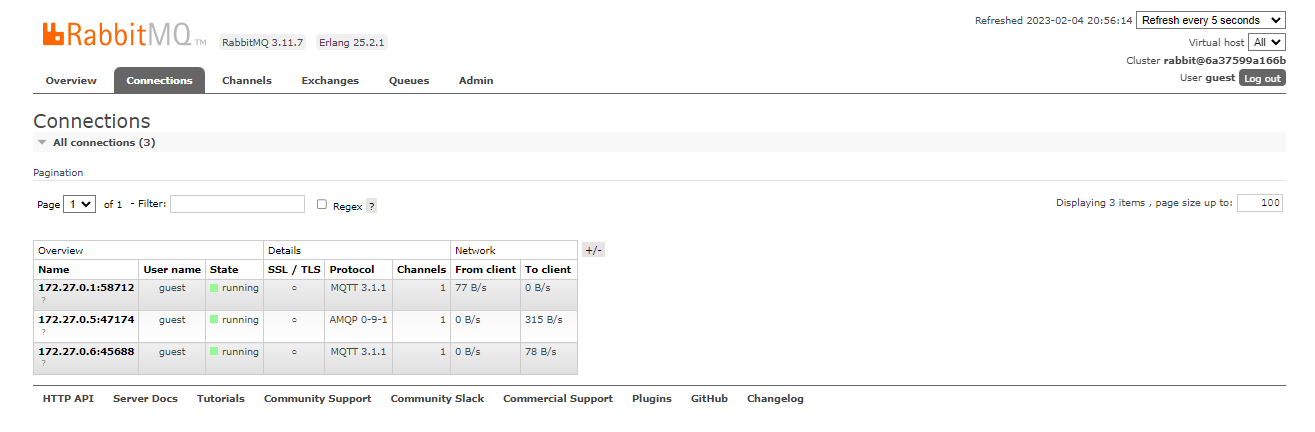 Refreshed 2023-02-04 20:56:14 Refresh every 5 seconds
RabbitMQ TM RabbitMQ 3.11.7 Erlang 25.2.1
Virtual host All
Cluster rabbit@6a37599a166b
User guest Log out
Overview Connections Channels Exchanges Queues Admin
Connections
All connections (3)
Pagination
Page 1 of 1 - Filter: Regex ? Displaying 3 items , page size up to: 100
Overview Details Network +/-
Name User name State SSL / TLS Protocol Channels From client To client
172.27.0.1:58712 guest running ○ MQTT 3.1.1 1 77 B/s 0 B/s
?
172.27.0.5:47174 guest running ○ AMQP 0-9-1 1 0 B/s 315 B/s
?
172.27.0.6:45688 guest running ○ MQTT 3.1.1 1 0 B/s 78 B/s
?
HTTP API Server Docs Tutorials Community Support Community Slack Commercial Support Plugins GitHub Changelog